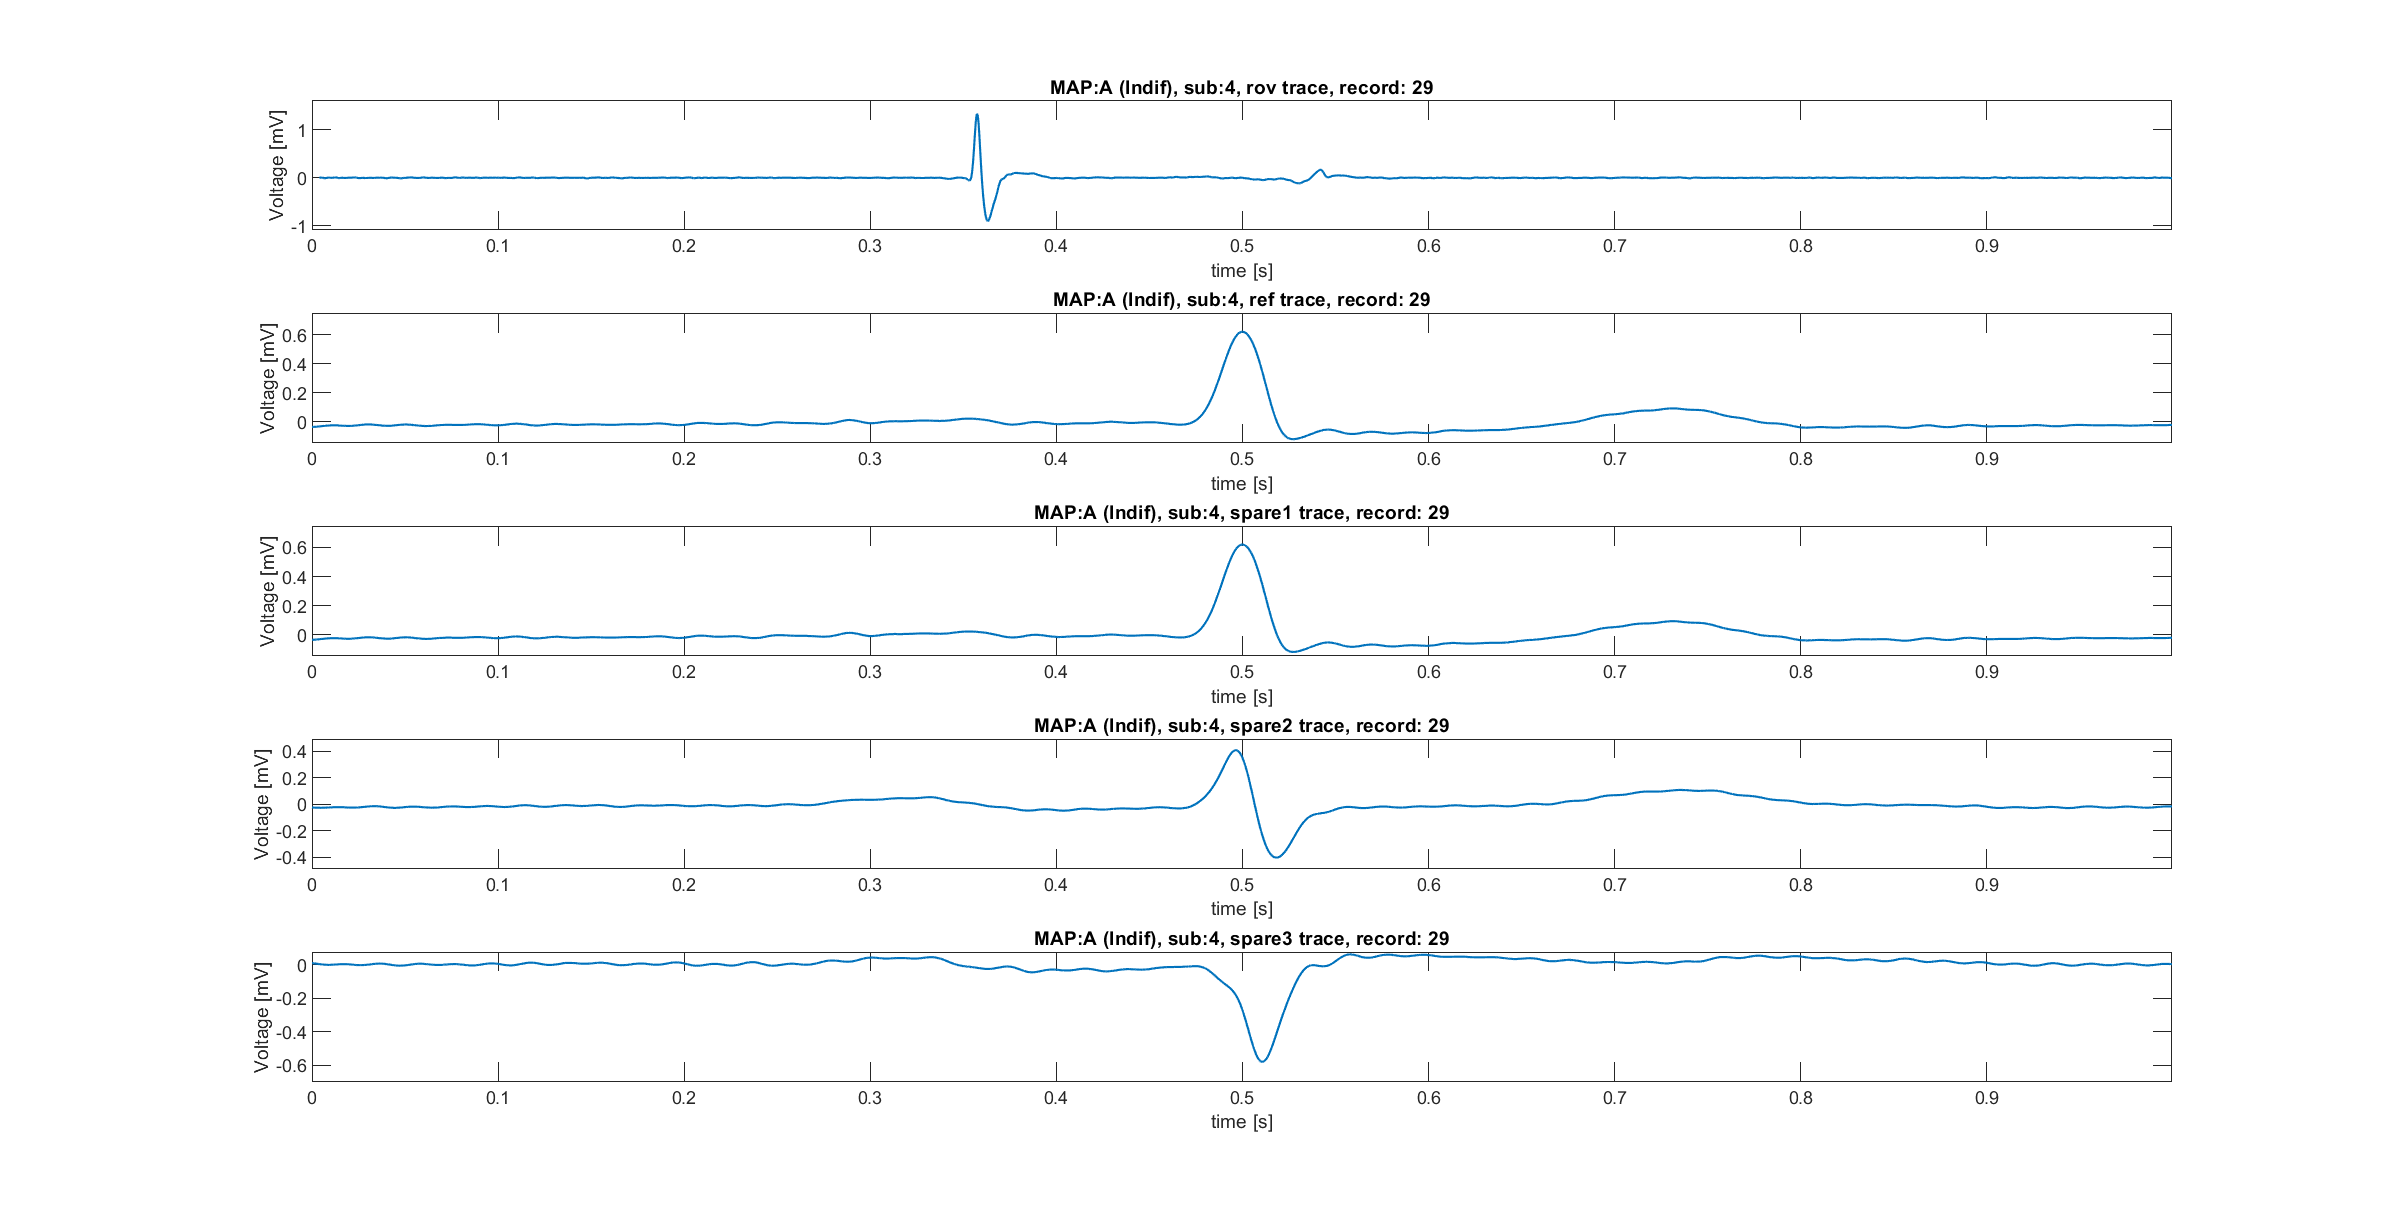 MAP:A (Indif), sub:4, rov trace, record: 29
Voltage [mV]
1
0
-1
0 0.1 0.2 0.3 0.4 0.5 0.6 0.7 0.8 0.9
time [s]
MAP:A (Indif), sub:4, ref trace, record: 29
Voltage [mV]
0.6
0.4
0.2
0
0 0.1 0.2 0.3 0.4 0.5 0.6 0.7 0.8 0.9
time [s]
MAP:A (Indif), sub:4, spare1 trace, record: 29
Voltage [mV]
0.6
0.4
0.2
0
0 0.1 0.2 0.3 0.4 0.5 0.6 0.7 0.8 0.9
time [s]
MAP:A (Indif), sub:4, spare2 trace, record: 29
Voltage [mV]
0.4
0.2
0
-0.2
-0.4
0 0.1 0.2 0.3 0.4 0.5 0.6 0.7 0.8 0.9
time [s]
MAP:A (Indif), sub:4, spare3 trace, record: 29
Voltage [mV]
0
-0.2
-0.4
-0.6
0 0.1 0.2 0.3 0.4 0.5 0.6 0.7 0.8 0.9
time [s]